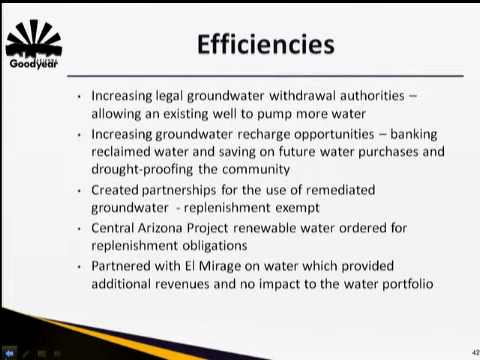 Goodyear
Efficiencies
• Increasing legal groundwater withdrawal authorities –
allowing an existing well to pump more water
• Increasing groundwater recharge opportunities – banking
reclaimed water and saving on future water purchases and
drought-proofing the community
• Created partnerships for the use of remediated
groundwater - replenishment exempt
• Central Arizona Project renewable water ordered for
replenishment obligations
• Partnered with El Mirage on water which provided
additional revenues and no impact to the water portfolio
42